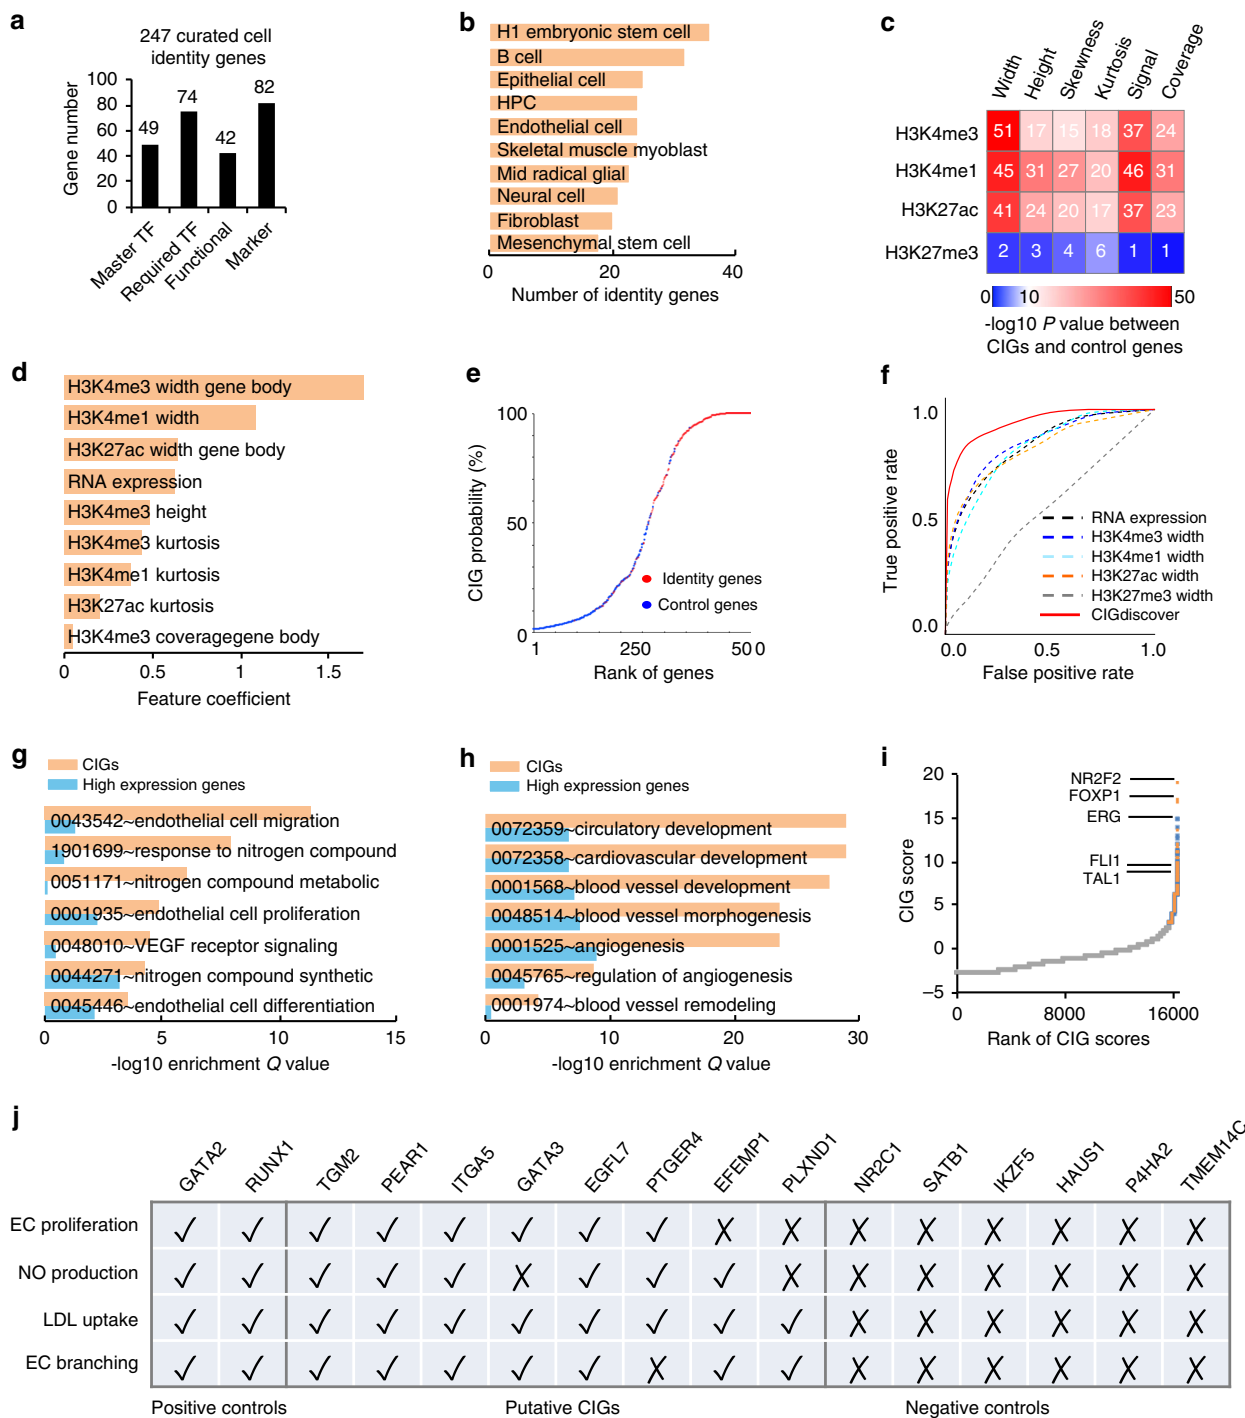 a
247 curated cell
identity genes
Gene number
100
80
60
40
20
0
49
74
42
82
Master TF
Required TF
Functional
Marker
b
H1 embryonic stem cell
B cell
Epithelial cell
HPC
Endothelial cell
Skeletal muscle myoblast
Mid radical glial
Neural cell
Fibroblast
Mesenchymal stem cell
0 20 40
Number of identity genes
c
Width Height Skewness Kurtosis Signal Coverage
H3K4me3 51 17 15 18 37 24
H3K4me1 45 31 27 20 46 31
H3K27ac 41 24 20 17 37 23
H3K27me3 2 3 4 6 1 1
0 10 50
-log10 P value between
CIGs and control genes
d
H3K4me3 width gene body
H3K4me1 width
H3K27ac width gene body
RNA expression
H3K4me3 height
H3K4me3 kurtosis
H3K4me1 kurtosis
H3K27ac kurtosis
H3K4me3 coveragegene body
0 0.5 1 1.5
Feature coefficient
e
CIG probability (%)
100
50
0
Identity genes
Control genes
1 250 50 0
Rank of genes
f
True positive rate
1.0
0.5
0.0
RNA expression
H3K4me3 width
H3K4me1 width
H3K27ac width
H3K27me3 width
CIGdiscover
0.0 0.5 1.0
False positive rate
g
CIGs
High expression genes
0043542~endothelial cell migration
1901699~response to nitrogen compound
0051171~nitrogen compound metabolic
0001935~endothelial cell proliferation
0048010~VEGF receptor signaling
0044271~nitrogen compound synthetic
0045446~endothelial cell differentiation
0 5 10 15
-log10 enrichment Q value
h
CIGs
High expression genes
0072359~circulatory development
0072358~cardiovascular development
0001568~blood vessel development
0048514~blood vessel morphogenesis
0001525~angiogenesis
0045765~regulation of angiogenesis
0001974~blood vessel remodeling
0 10 20 30
-log10 enrichment Q value
i
CIG score
20
15
10
5
0
−5
NR2F2
FOXP1
ERG
FLI1
TAL1
0 8000 16000
Rank of CIG scores
j
GATA2 RUNX1 TGM2 PEAR1 ITGA5 GATA3 EGFL7 PTGER4 EFEMP1 PLXND1 NR2C1 SATB1 IKZF5 HAUS1 P4HA2 TMEM14C
EC proliferation ✓ ✓ ✓ ✓ ✓ ✓ ✓ ✓ ✗ ✗ ✗ ✗ ✗ ✗ ✗ ✗
NO production ✓ ✓ ✓ ✓ ✓ ✗ ✓ ✓ ✓ ✗ ✗ ✗ ✗ ✗ ✗ ✗
LDL uptake ✓ ✓ ✓ ✓ ✓ ✓ ✓ ✓ ✓ ✓ ✗ ✗ ✗ ✗ ✗ ✗
EC branching ✓ ✓ ✓ ✓ ✓ ✓ ✓ ✗ ✓ ✓ ✗ ✗ ✗ ✗ ✗ ✗
Positive controls Putative CIGs Negative controls